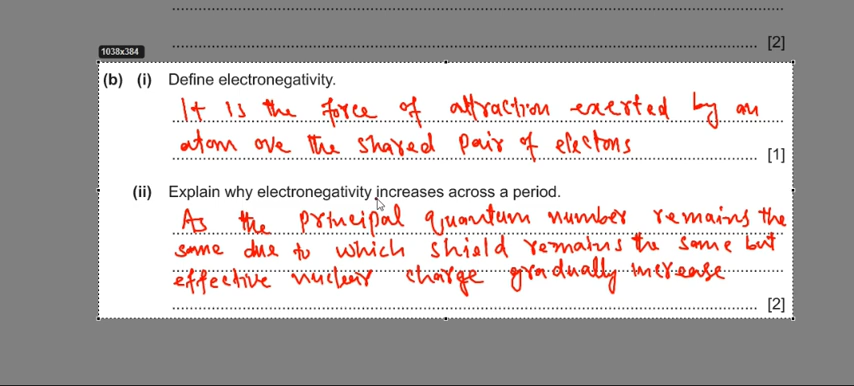 [2]
1038x384
(b) (i) Define electronegativity.
It is the force of attraction exerted by an
atom ove the shared pair of electons
[1]
(ii) Explain why electronegativity increases across a period.
As the principal quantum number remains the
same due to which shield remains the same but
effective nuclear charge gradually increase
[2]